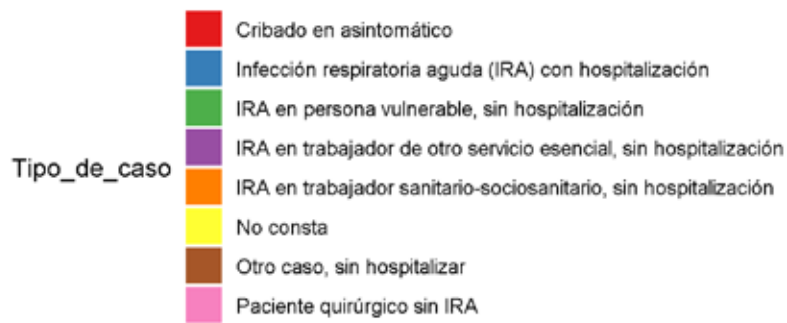 Cribado en asintomático
Infección respiratoria aguda (IRA) con hospitalización
IRA en persona vulnerable, sin hospitalización
IRA en trabajador de otro servicio esencial, sin hospitalización
Tipo_de_caso
IRA en trabajador sanitario-sociosanitario, sin hospitalización
No consta
Otro caso, sin hospitalizar
Paciente quirúrgico sin IRA